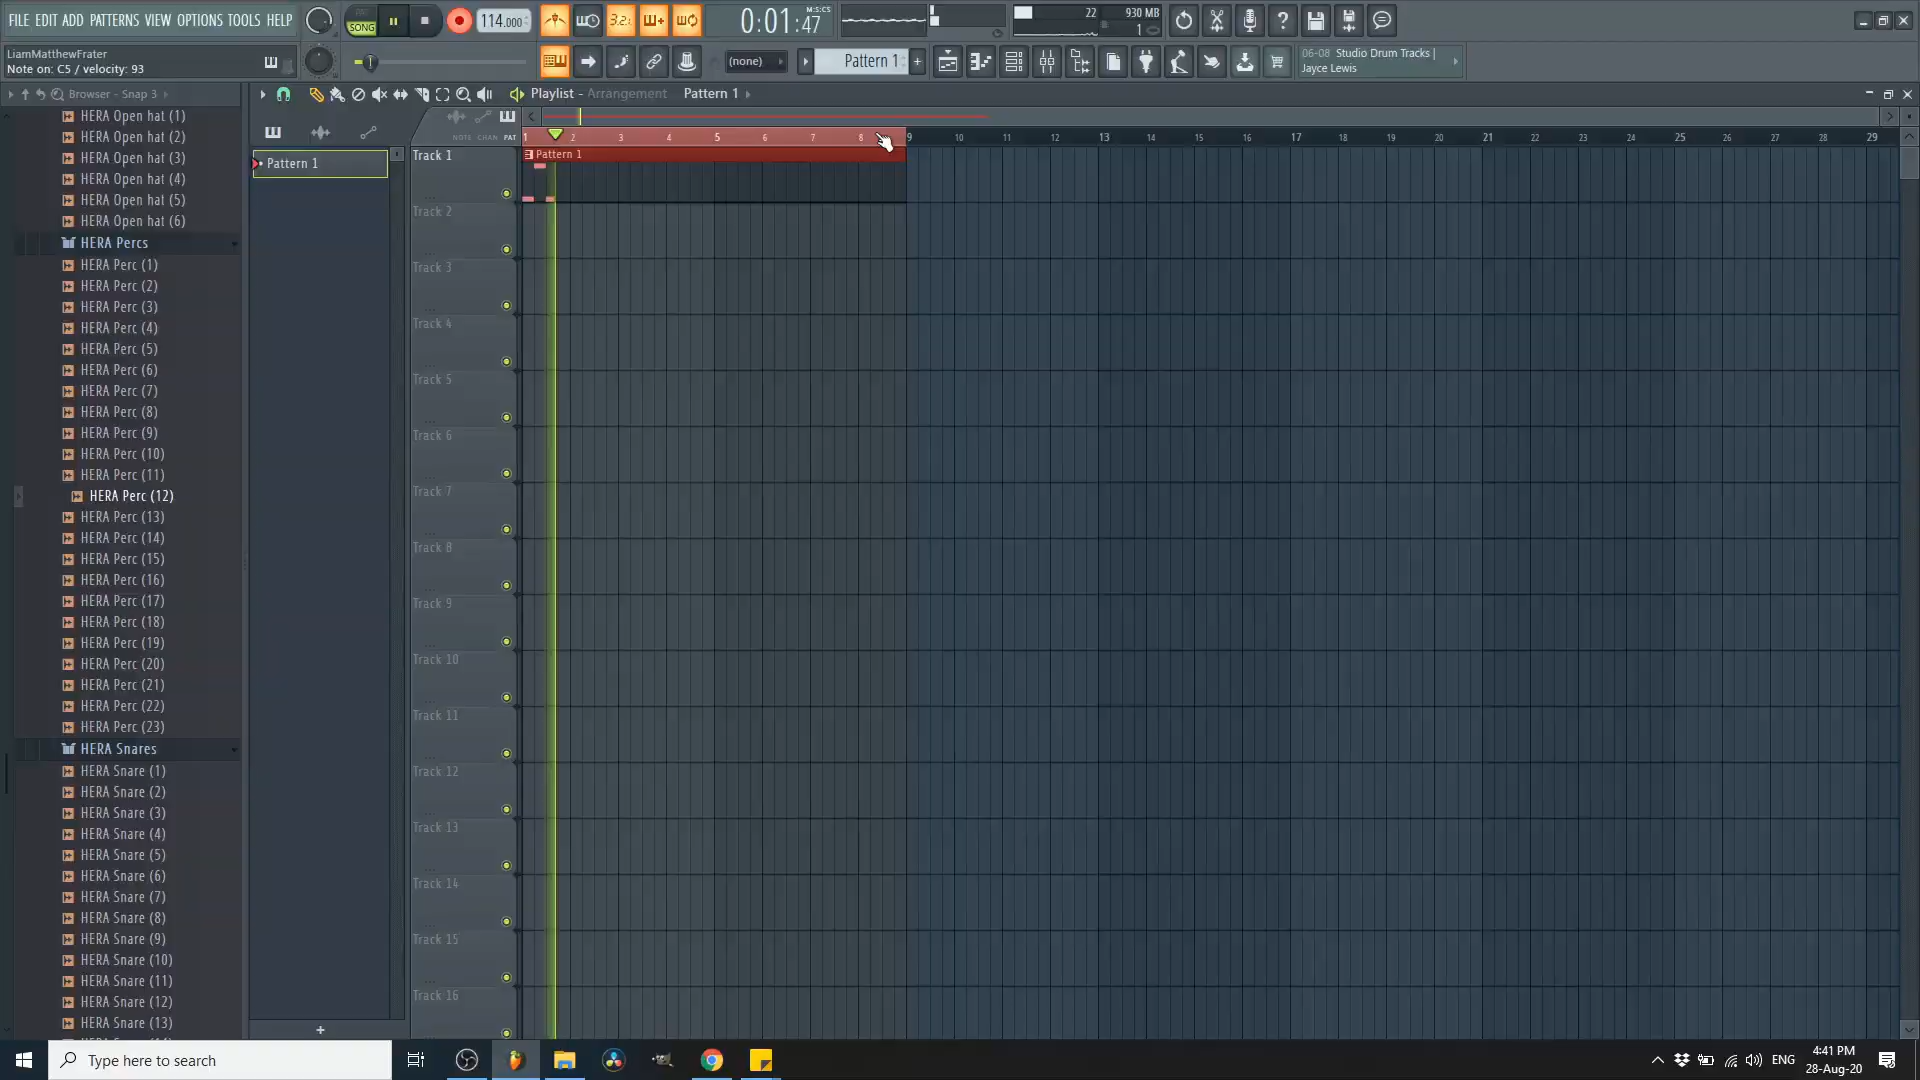 FILE EDIT ADD PATTERNS VIEW OPTIONS TOOLS HELP
SONG
114.000
3.2.
0:01:47
M:S:CS
22
930 MB
1
LiamMatthewFrater
Note on: C5 / velocity: 93
(none)
Pattern 1
+
06-08 Studio Drum Tracks |
Jayce Lewis
Browser - Snap 3
Playlist - Arrangement Pattern 1
NOTE CHAN PAT
1 2 3 4 5 6 7 8 9 10 11 12 13 14 15 16 17 18 19 20 21 22 23 24 25 26 27 28 29
HERA Open hat (1)
HERA Open hat (2)
HERA Open hat (3)
HERA Open hat (4)
HERA Open hat (5)
HERA Open hat (6)
HERA Percs
HERA Perc (1)
HERA Perc (2)
HERA Perc (3)
HERA Perc (4)
HERA Perc (5)
HERA Perc (6)
HERA Perc (7)
HERA Perc (8)
HERA Perc (9)
HERA Perc (10)
HERA Perc (11)
HERA Perc (12)
HERA Perc (13)
HERA Perc (14)
HERA Perc (15)
HERA Perc (16)
HERA Perc (17)
HERA Perc (18)
HERA Perc (19)
HERA Perc (20)
HERA Perc (21)
HERA Perc (22)
HERA Perc (23)
HERA Snares
HERA Snare (1)
HERA Snare (2)
HERA Snare (3)
HERA Snare (4)
HERA Snare (5)
HERA Snare (6)
HERA Snare (7)
HERA Snare (8)
HERA Snare (9)
HERA Snare (10)
HERA Snare (11)
HERA Snare (12)
HERA Snare (13)
Pattern 1
+
Track 1
Pattern 1
Track 2
Track 3
Track 4
Track 5
Track 6
Track 7
Track 8
Track 9
Track 10
Track 11
Track 12
Track 13
Track 14
Track 15
Track 16
Type here to search
ENG
4:41 PM
28-Aug-20